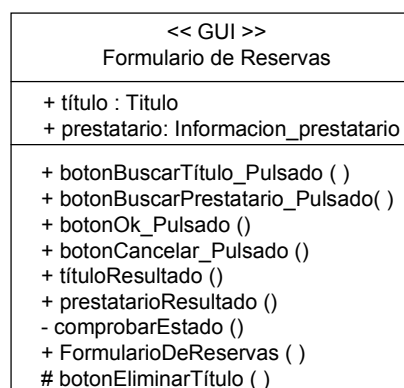 << GUI >>
Formulario de Reservas
+ título : Titulo
+ prestatario: Informacion_prestatario
+ botonBuscarTítulo_Pulsado ( )
+ botonBuscarPrestatario_Pulsado( )
+ botonOk_Pulsado ()
+ botonCancelar_Pulsado ()
+ títuloResultado ()
+ prestatarioResultado ()
- comprobarEstado ()
+ FormularioDeReservas ( )
# botonEliminarTítulo ( )